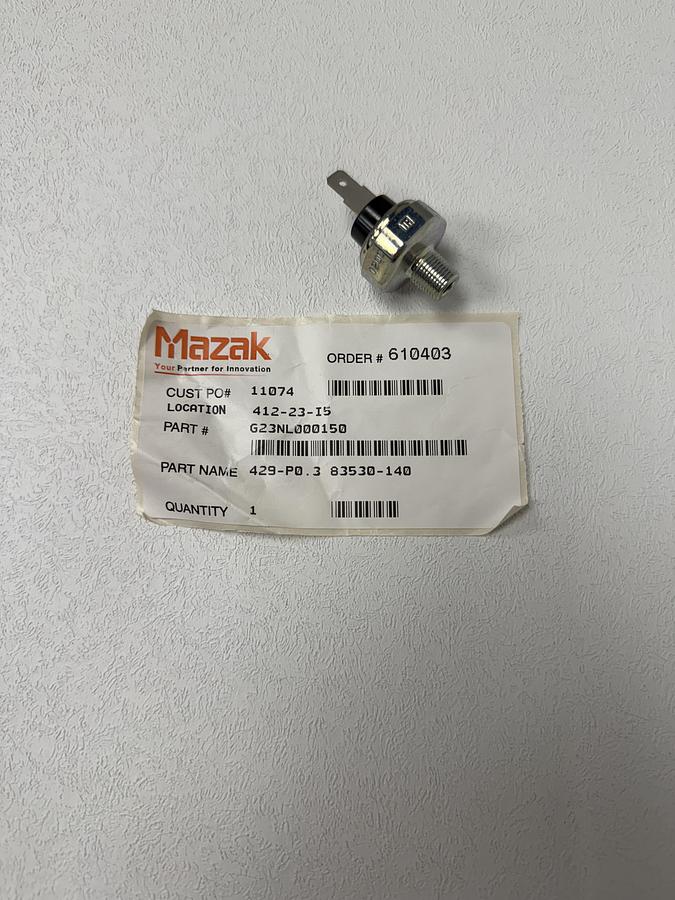 Mazak
Your Partner for Innovation
ORDER # 610403
CUST PO# 11074
LOCATION 412-23-I5
PART # G23NL000150
PART NAME 429-P0.3 83530-140
QUANTITY 1